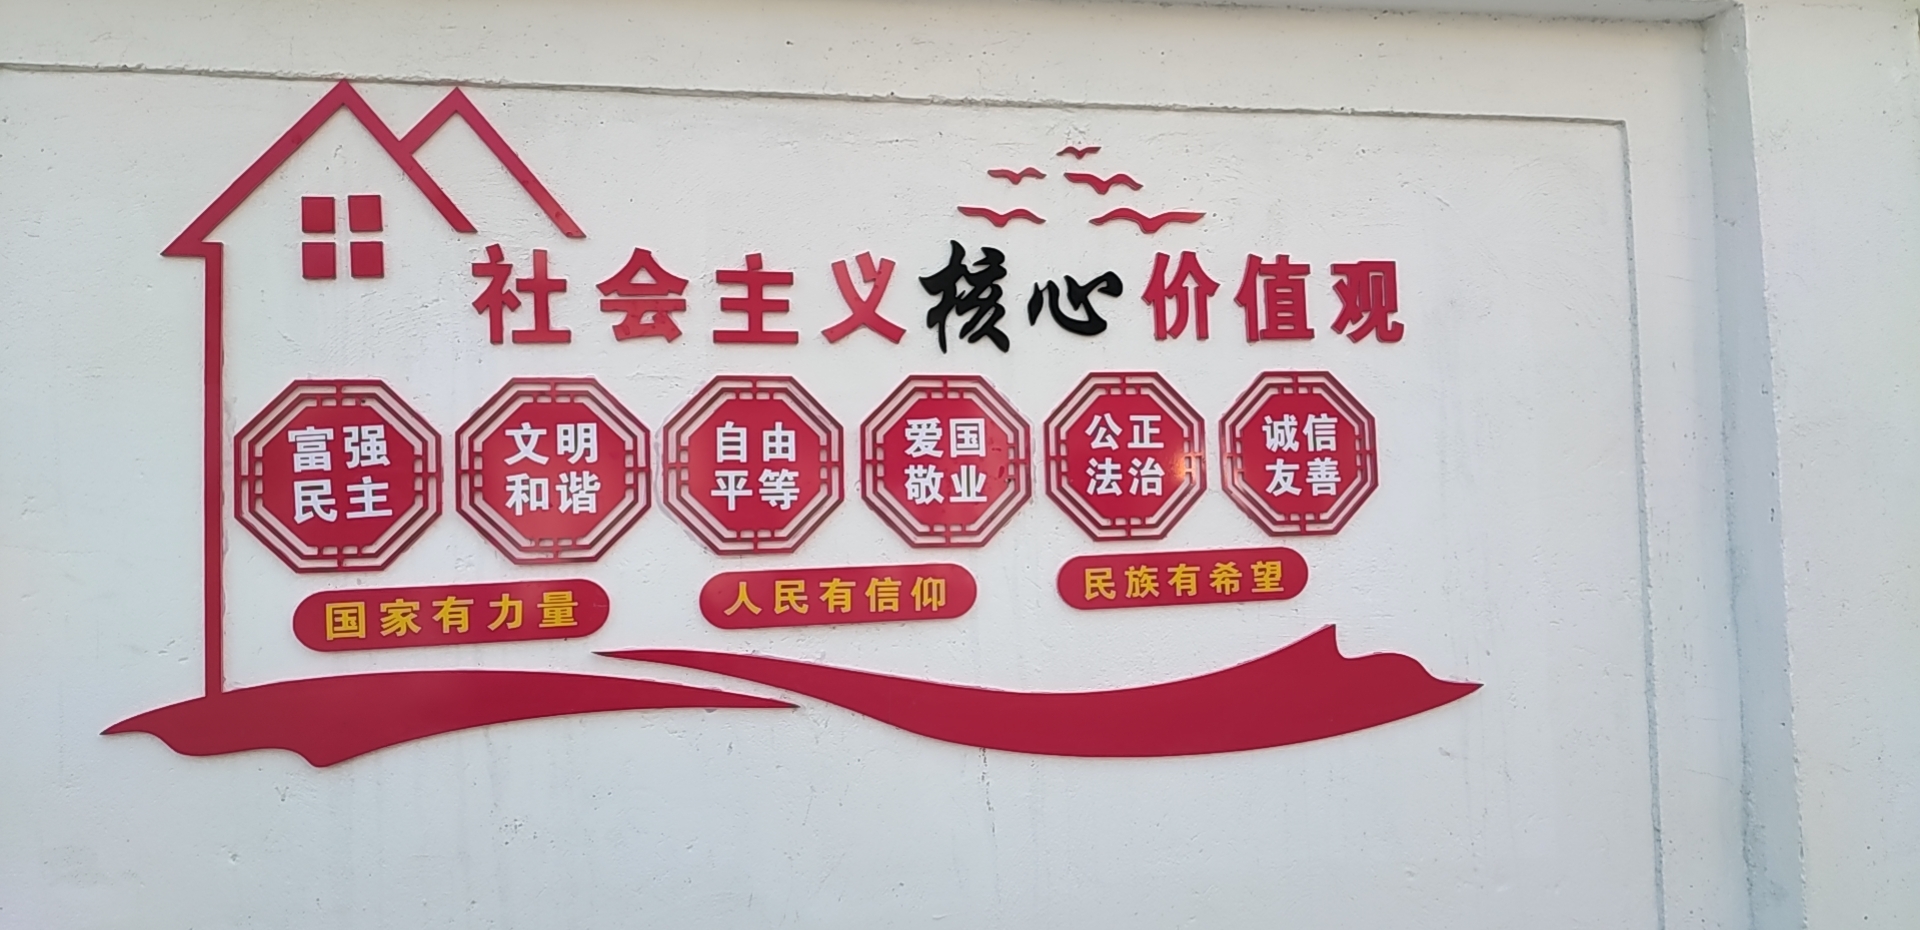 社会主义核心价值观
富强
民主
文明
和谐
自由
平等
爱国
敬业
公正
法治
诚信
友善
国家有力量
人民有信仰
民族有希望